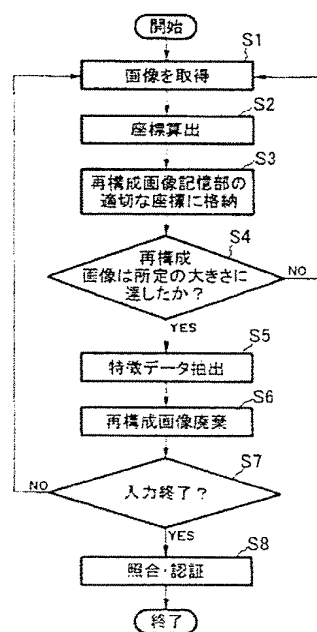 開始
S1
画像を取得
S2
座標算出
S3
再構成画像記憶部の
適切な座標に格納
S4
再構成
画像は所定の大きさに
達したか？
NO
YES
S5
特徴データ抽出
S6
再構成画像廃棄
S7
NO
入力終了？
YES
S8
照合・認証
終了